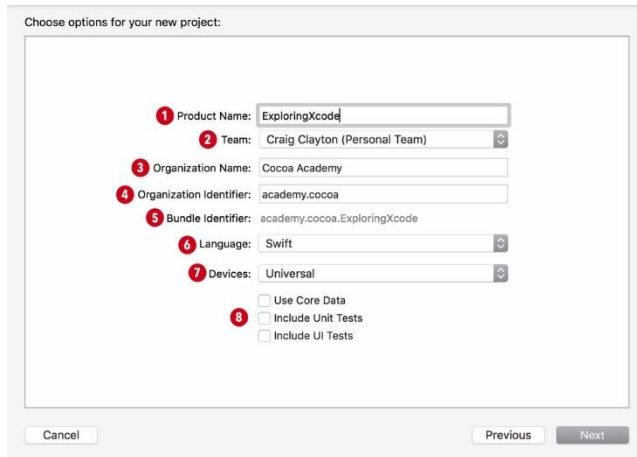 Choose options for your new project:
1 Product Name: ExploringXcode
2 Team: Craig Clayton (Personal Team)
3 Organization Name: Cocoa Academy
4 Organization Identifier: academy.cocoa
5 Bundle Identifier: academy.cocoa.ExploringXcode
6 Language: Swift
7 Devices: Universal
Use Core Data
8 Include Unit Tests
Include UI Tests
Cancel Previous Next